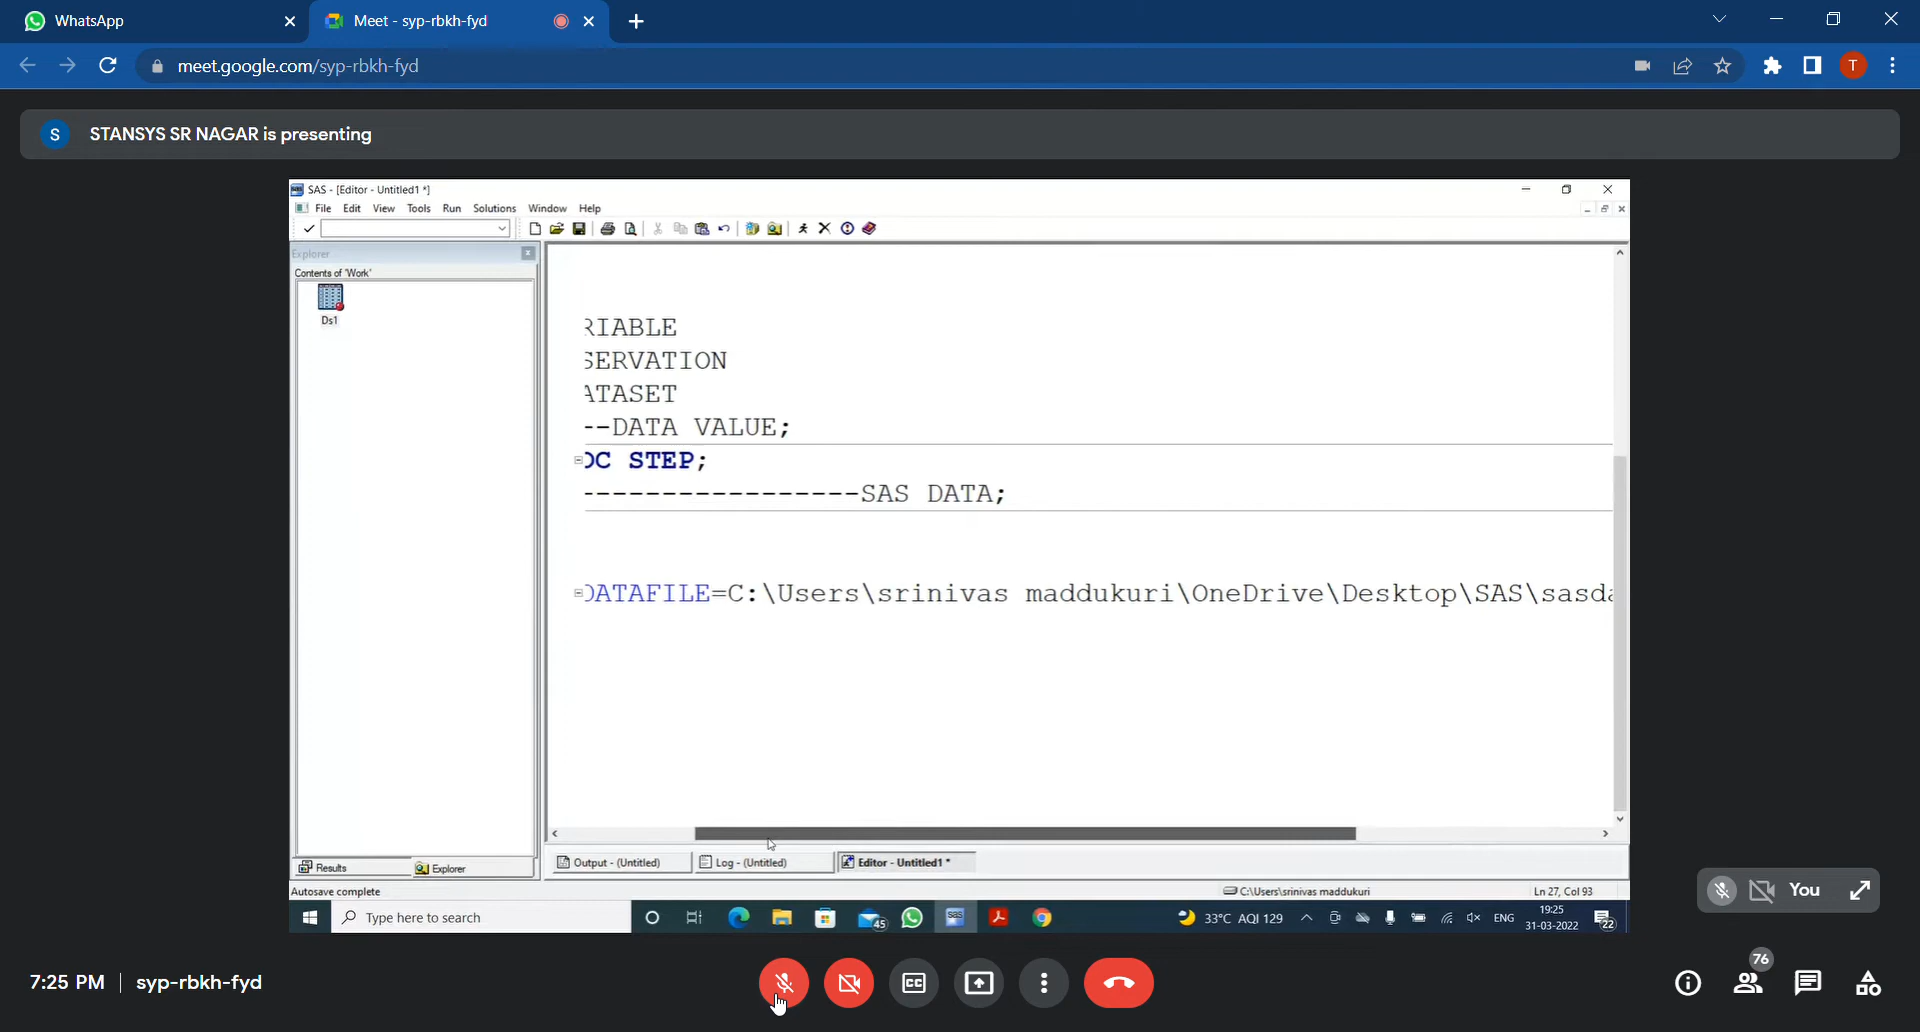 WhatsApp
Meet - syp-rbkh-fyd
meet.google.com/syp-rbkh-fyd
T
S STANSYS SR NAGAR is presenting
SAS - [Editor - Untitled1 *]
File Edit View Tools Run Solutions Window Help
Explorer
Contents of 'Work'
Ds1
RIABLE
SERVATION
ATASET
--DATA VALUE;
OC STEP;
-----------------SAS DATA;
DATAFILE=C:\Users\srinivas maddukuri\OneDrive\Desktop\SAS\sasda
Results Explorer
Output - (Untitled) Log - (Untitled) Editor - Untitled1 *
Autosave complete C:\Users\srinivas maddukuri Ln 27, Col 93
Type here to search 45 sas 33°C AQI 129 ENG 19:25 31-03-2022 22
You
7:25 PM syp-rbkh-fyd CC 76